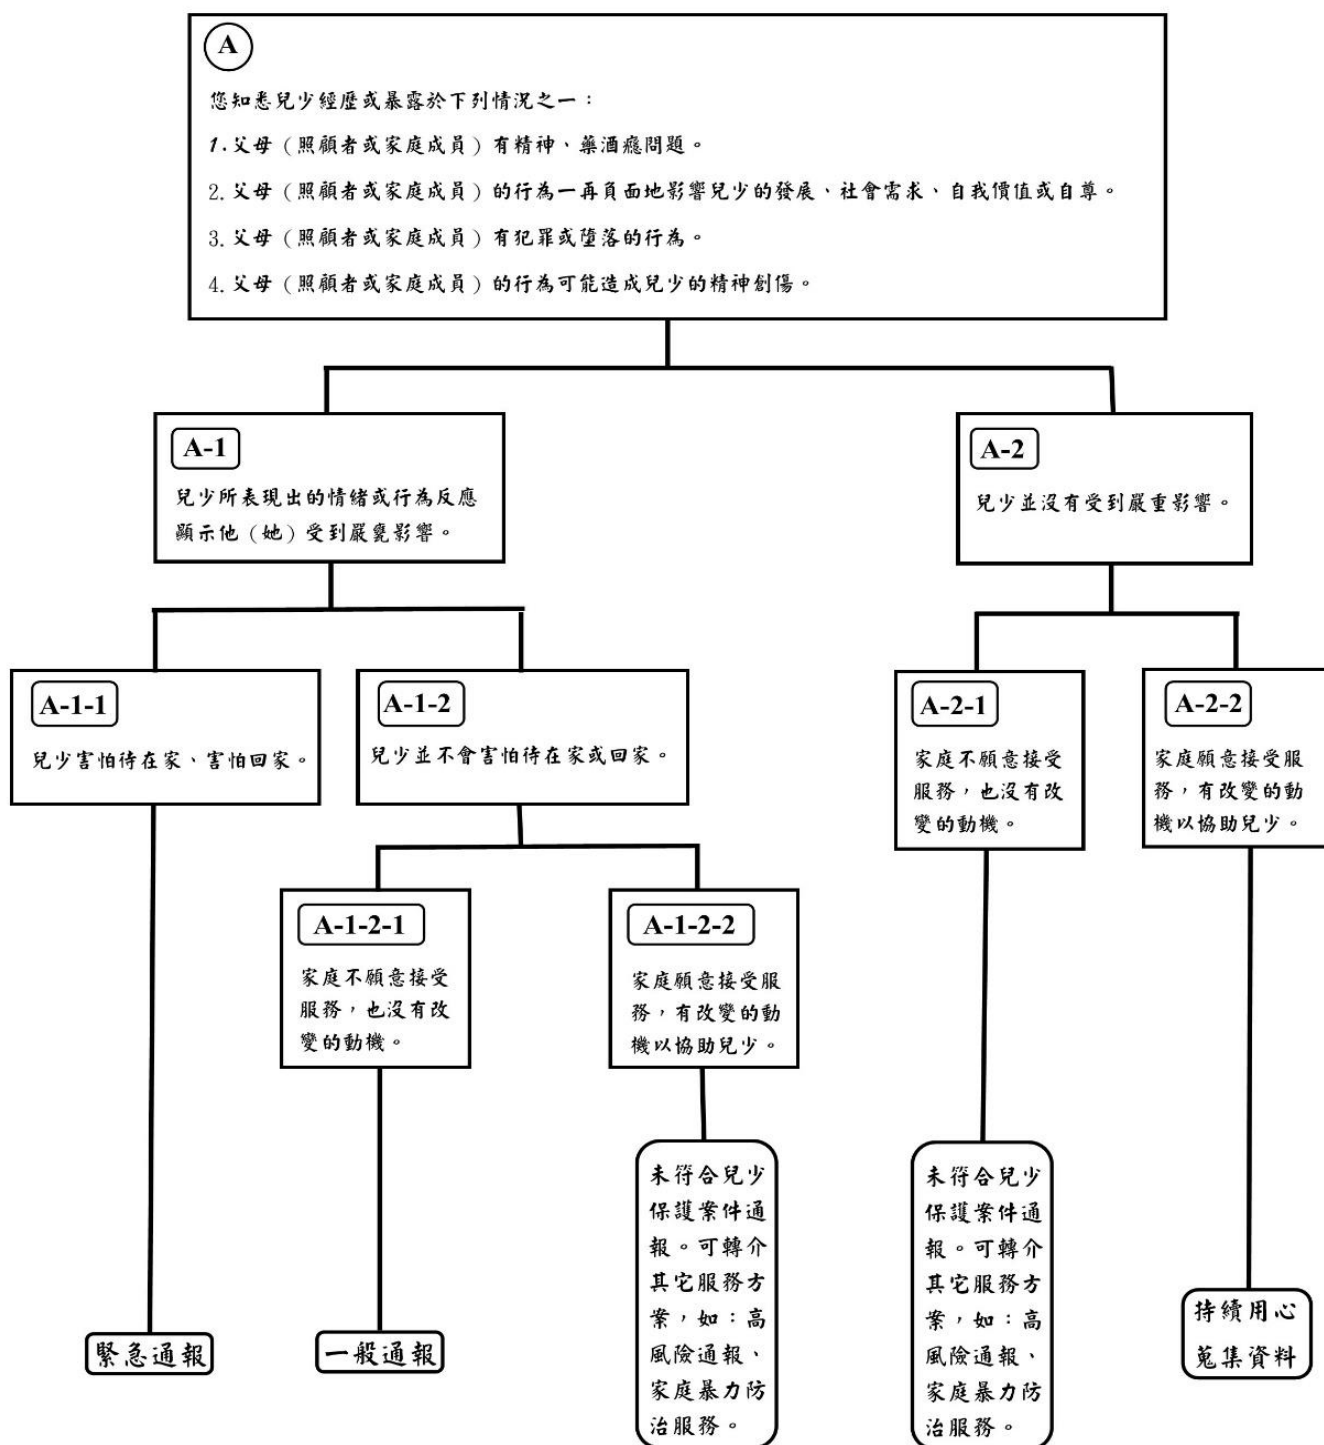 A
您知悉兒少經歷或暴露於下列情況之一：
1.父母（照顧者或家庭成員）有精神、藥酒癮問題。
2.父母（照顧者或家庭成員）的行為一再負面地影響兒少的發展、社會需求、自我價值或自尊。
3.父母（照顧者或家庭成員）有犯罪或墮落的行為。
4.父母（照顧者或家庭成員）的行為可能造成兒少的精神創傷。
A-1
兒少所表現出的情緒或行為反應
顯示他（她）受到嚴甕影響。
A-2
兒少並沒有受到嚴重影響。
A-1-1
兒少害怕待在家、害怕回家。
A-1-2
兒少並不會害怕待在家或回家。
A-2-1
家庭不願意接受
服務，也沒有改
變的動機。
A-2-2
家庭願意接受服
務，有改變的動
機以協助兒少。
A-1-2-1
家庭不願意接受
服務，也沒有改
變的動機。
A-1-2-2
家庭願意接受服
務，有改變的動
機以協助兒少。
緊急通報
一般通報
未符合兒少
保護案件通
報。可轉介
其它服務方
案，如：高
風險通報、
家庭暴力防
治服務。
未符合兒少
保護案件通
報。可轉介
其它服務方
案，如：高
風險通報、
家庭暴力防
治服務。
持續用心
蒐集資料